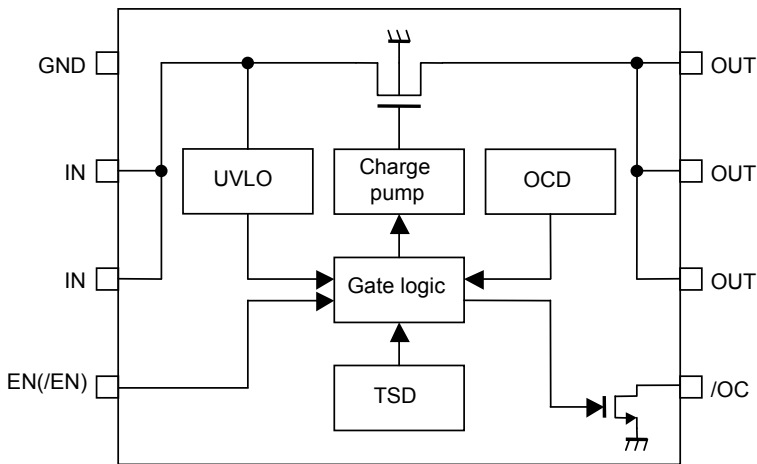 GND
OUT
IN
UVLO
Charge
pump
OCD
OUT
IN
Gate logic
OUT
EN(/EN)
TSD
/OC